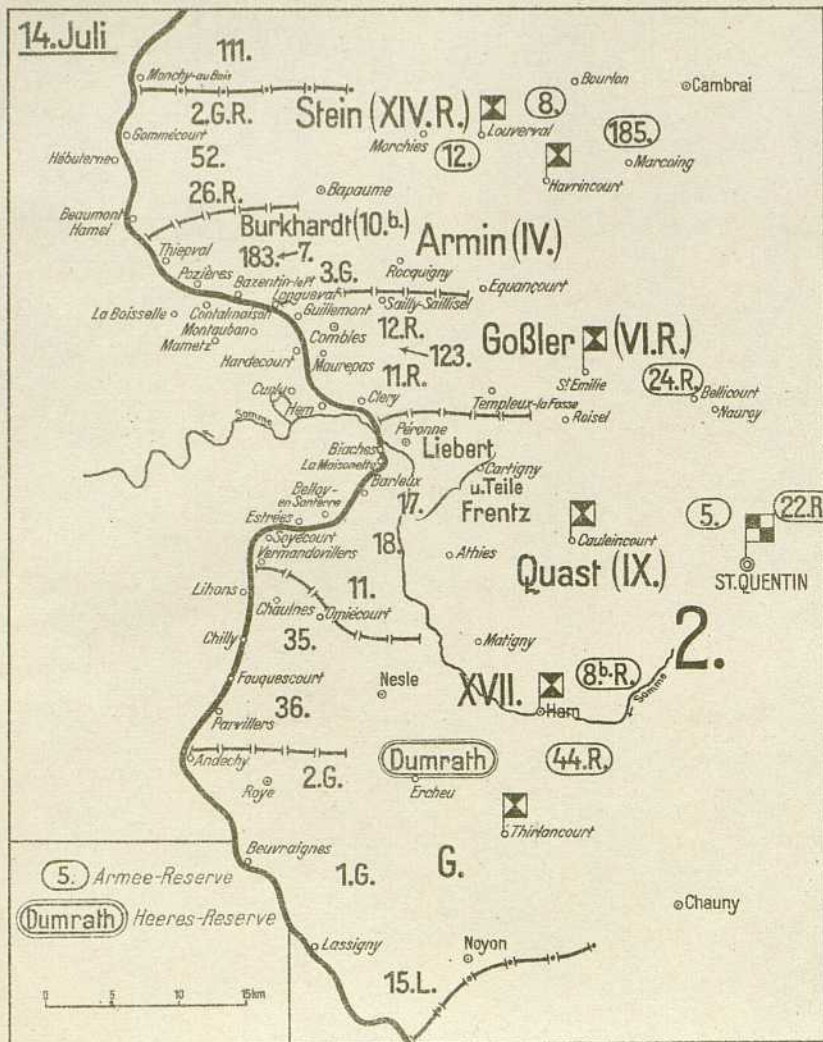 14.Juli
111.
Monchy-au Bois
Bourlon
Cambrai
2.G.R.
Stein (XIV.R.)
8.
Gommécourt
Morchies
Louverval
185.
52.
12.
Hébuterne
Marcoing
Havrincourt
26.R.
Bapaume
Beaumont
Hamel
Burkhardt (10.b.)
Armin (IV.)
Thiepval
183.
7.
3.G.
Rocquigny
Pozières
Bazentin-le Pt
Longueval
Equancourt
La Boisselle
Contalmaison
Guillemont
Sailly-Saillisel
Montauban
Combles
12.R.
Goßler (VI.R.)
Mametz
Hardecourt
Maurepas
123.
11.R.
St Emilie
24.R.
Bellicourt
Curlu
Hem
Clery
Templeux-la Fosse
Roisel
Nauroy
Somme
Péronne
Liebert
Biaches
La Maisonette
Cartigny
Barleux
u.Teile
Frentz
Belloy-
en Santerre
17.
5.
22.R.
Estrées
Soyécourt
18.
Athies
Cauleincourt
Vermandovillers
Quast (IX.)
ST.QUENTIN
11.
Lihons
Chaulnes
Omiécourt
2.
35.
Chilly
Matigny
Fouquescourt
Nesle
XVII.
8.b.R.
Somme
36.
Ham
Parvillers
Dumrath
44.R.
Andechy
2.G.
Roye
Ercheu
Thirlancourt
Beuvraignes
1.G.
G.
5. Armee-Reserve
Chauny
Dumrath Heeres-Reserve
Lassigny
Noyon
15.L.
0 5 10 15km